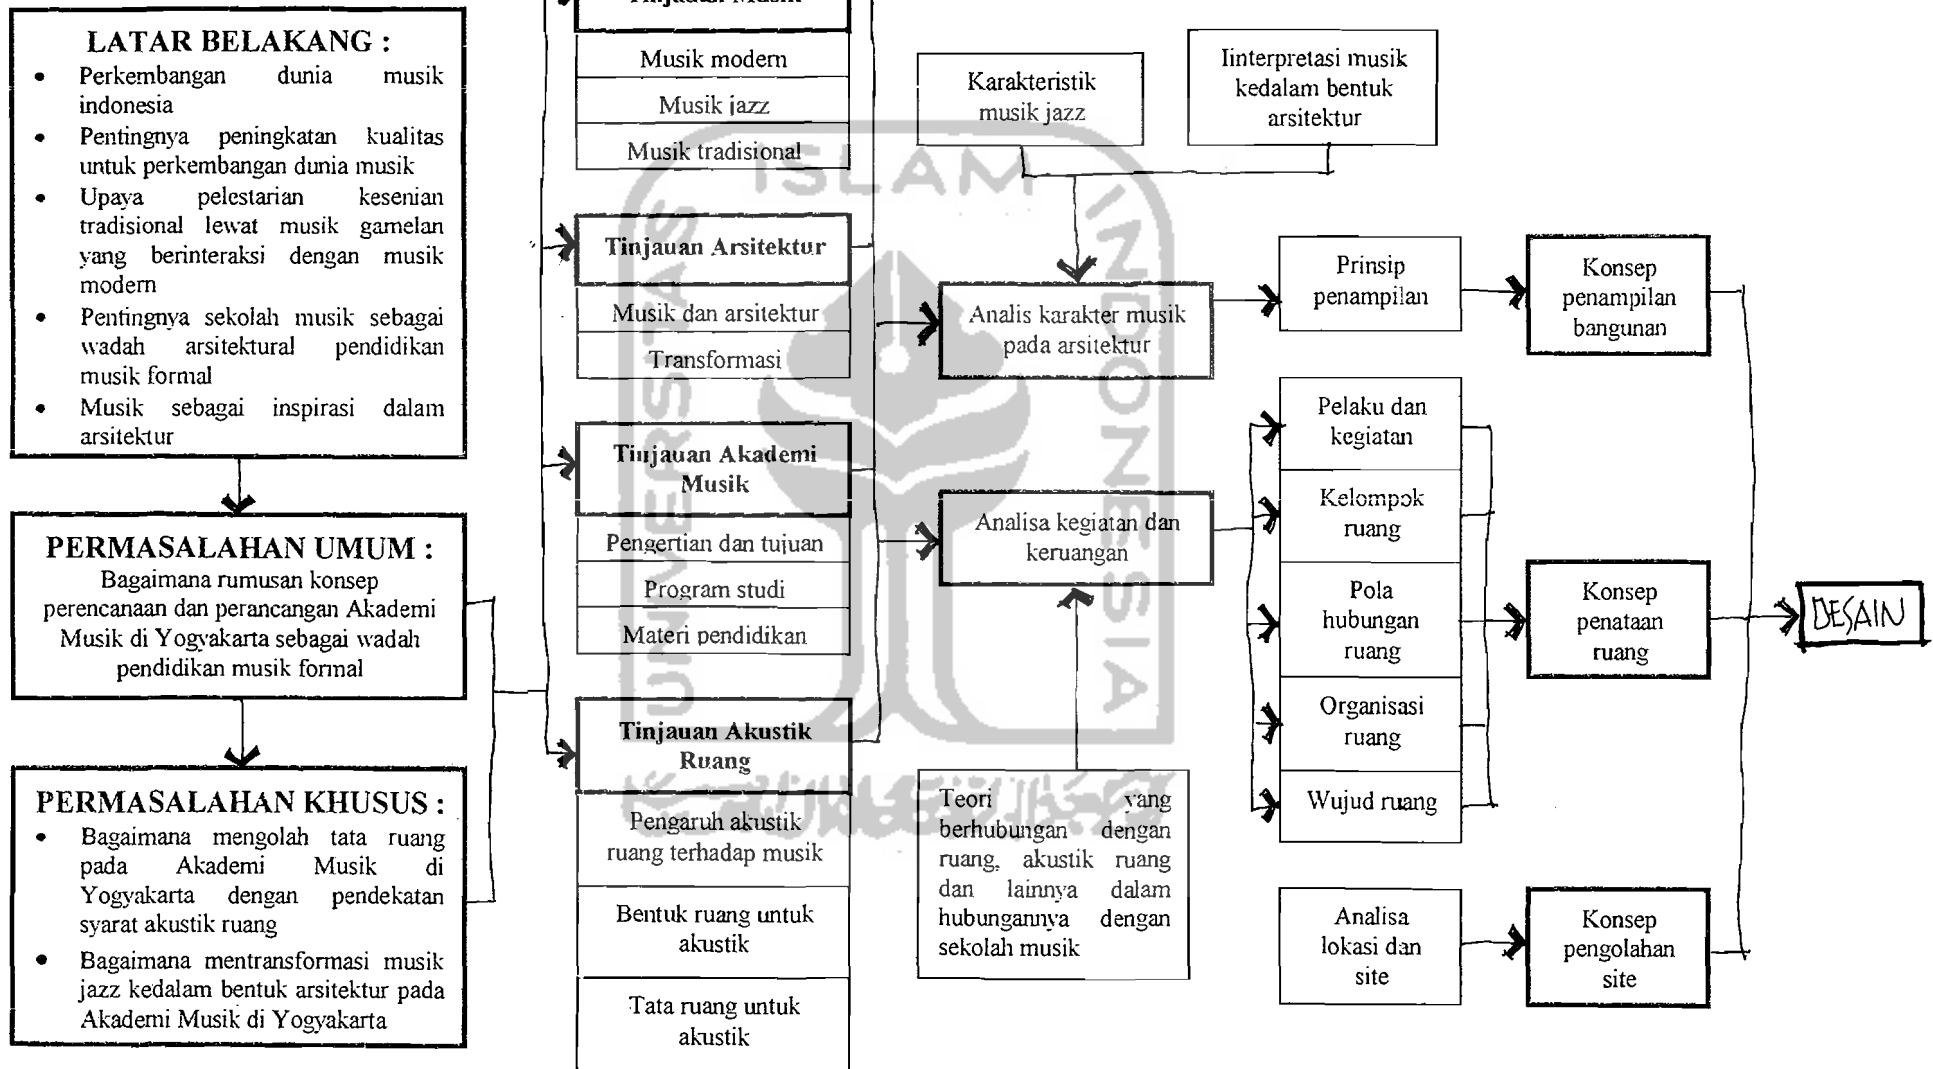 LATAR BELAKANG :
• Perkembangan dunia musik
indonesia
• Pentingnya peningkatan kualitas
untuk perkembangan dunia musik
• Upaya pelestarian kesenian
tradisional lewat musik gamelan
yang berinteraksi dengan musik
modern
• Pentingnya sekolah musik sebagai
wadah arsitektural pendidikan
musik formal
• Musik sebagai inspirasi dalam
arsitektur
PERMASALAHAN UMUM :
Bagaimana rumusan konsep
perencanaan dan perancangan Akademi
Musik di Yogyakarta sebagai wadah
pendidikan musik formal
PERMASALAHAN KHUSUS :
• Bagaimana mengolah tata ruang
pada Akademi Musik di
Yogyakarta dengan pendekatan
syarat akustik ruang
• Bagaimana mentransformasi musik
jazz kedalam bentuk arsitektur pada
Akademi Musik di Yogyakarta
Tinjauan Musik
Musik modern
Musik jazz
Musik tradisional
Tinjauan Arsitektur
Musik dan arsitektur
Transformasi
Tinjauan Akademi
Musik
Pengertian dan tujuan
Program studi
Materi pendidikan
Tinjauan Akustik
Ruang
Pengaruh akustik
ruang terhadap musik
Bentuk ruang untuk
akustik
Tata ruang untuk
akustik
Karakteristik
musik jazz
Iinterpretasi musik
kedalam bentuk
arsitektur
Analis karakter musik
pada arsitektur
Analisa kegiatan dan
keruangan
Teori yang
berhubungan dengan
ruang, akustik ruang
dan lainnya dalam
hubungannya dengan
sekolah musik
Prinsip
penampilan
Pelaku dan
kegiatan
Kelompok
ruang
Pola
hubungan
ruang
Organisasi
ruang
Wujud ruang
Analisa
lokasi dan
site
Konsep
penampilan
bangunan
Konsep
penataan
ruang
Konsep
pengolahan
site
DESAIN
UNIVERSITAS
ISLAM
INDONESIA